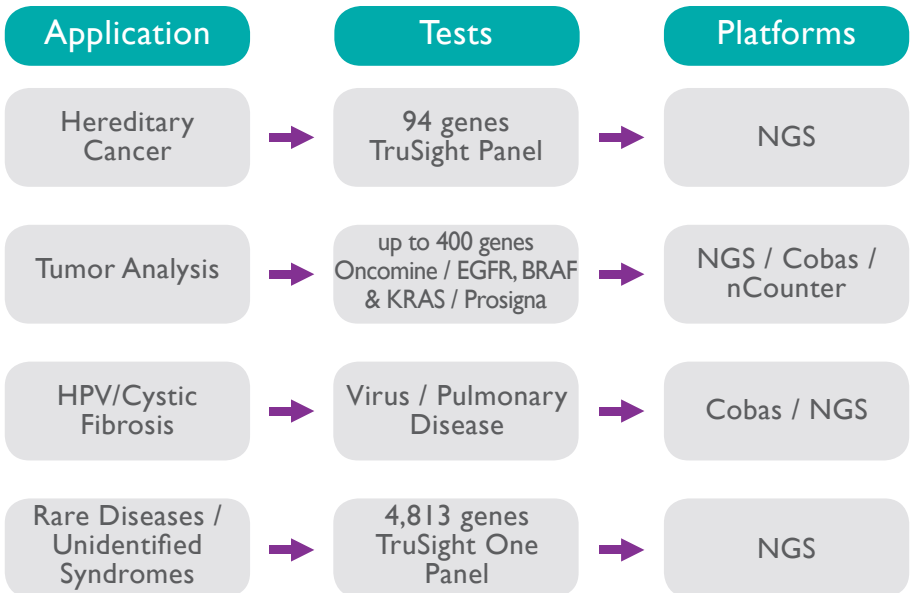 Application
Tests
Platforms
Hereditary
Cancer
94 genes
TruSight Panel
NGS
Tumor Analysis
up to 400 genes
Oncomine / EGFR, BRAF
& KRAS / Prosigna
NGS / Cobas /
nCounter
HPV/Cystic
Fibrosis
Virus / Pulmonary
Disease
Cobas / NGS
Rare Diseases /
Unidentified
Syndromes
4,813 genes
TruSight One
Panel
NGS